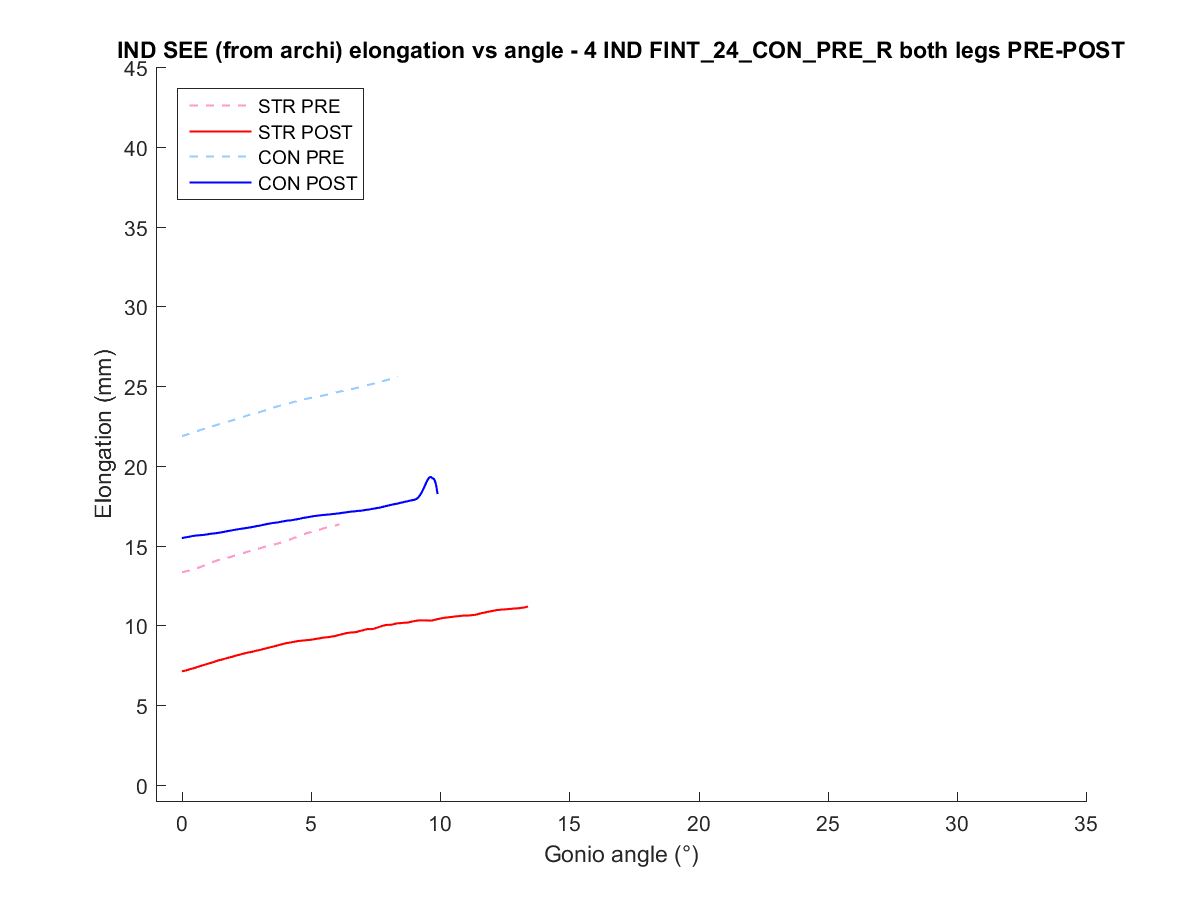 IND SEE (from archi) elongation vs angle - 4 IND FINT_24_CON_PRE_R both legs PRE-POST
45
40
35
30
25
20
15
10
5
0
Elongation (mm)
STR PRE
STR POST
CON PRE
CON POST
0 5 10 15 20 25 30 35
Gonio angle (°)